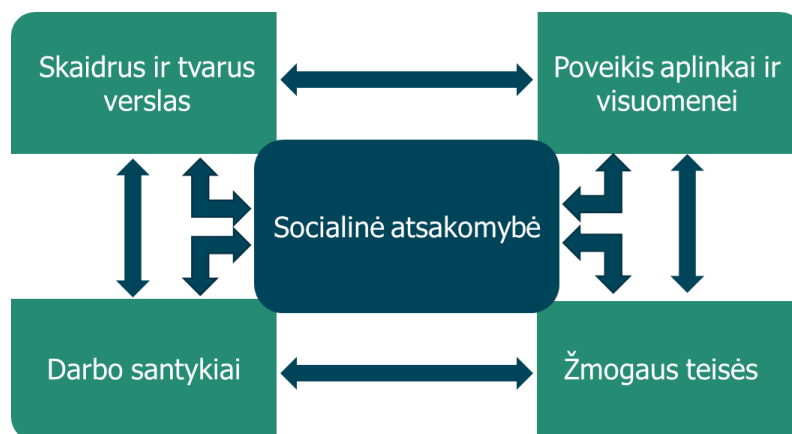 Skaidrus ir tvarus
verslas
Poveikis aplinkai ir
visuomenei
Socialinė atsakomybė
Darbo santykiai
Žmogaus teisės